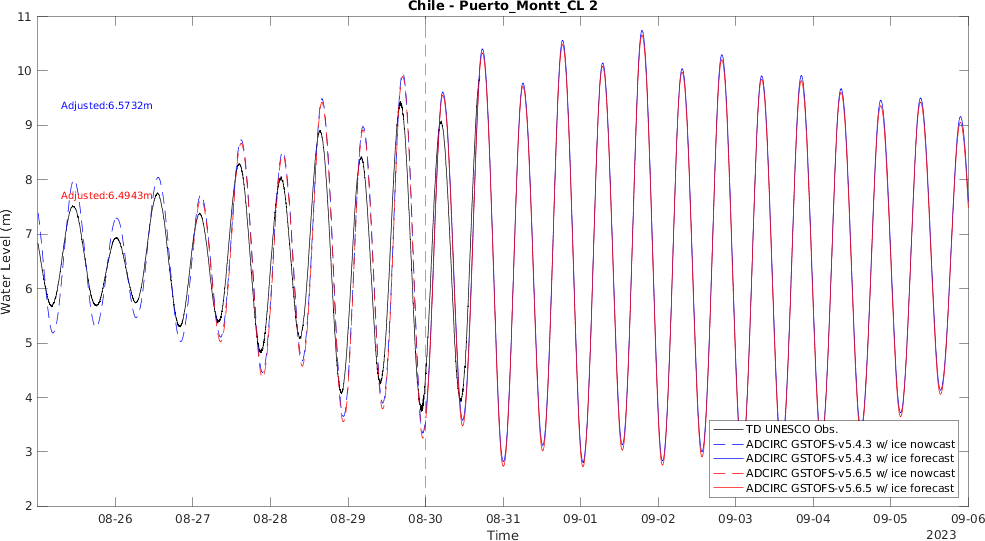 Chile - Puerto_Montt_CL 2
11
10
9
8
7
6
5
4
3
2
Water Level (m)
Adjusted:6.5732m
Adjusted:6.4943m
TD UNESCO Obs.
ADCIRC GSTOFS-v5.4.3 w/ ice nowcast
ADCIRC GSTOFS-v5.4.3 w/ ice forecast
ADCIRC GSTOFS-v5.6.5 w/ ice nowcast
ADCIRC GSTOFS-v5.6.5 w/ ice forecast
08-26 08-27 08-28 08-29 08-30 08-31 09-01 09-02 09-03 09-04 09-05 09-06
Time
2023